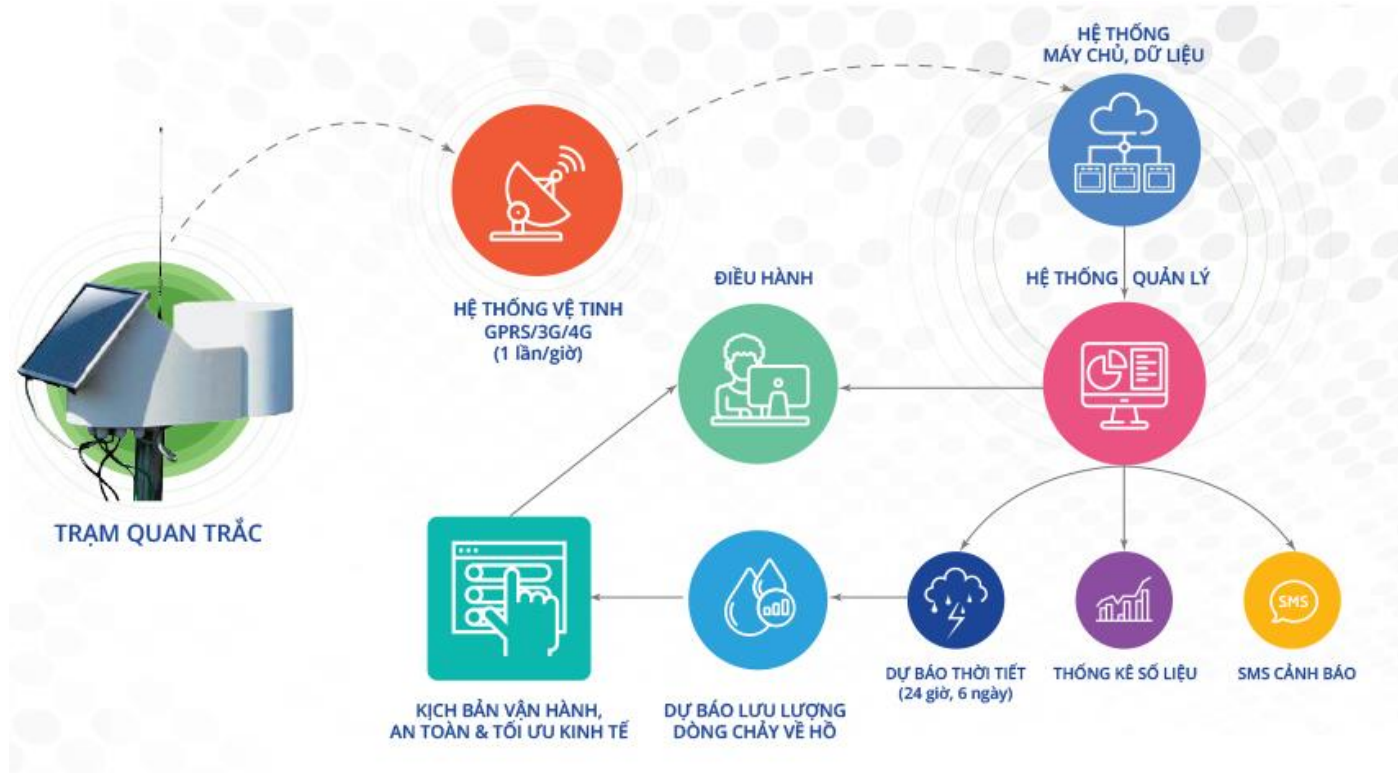 HỆ THỐNG
MÁY CHỦ, DỮ LIỆU
HỆ THỐNG VỆ TINH
GPRS/3G/4G
(1 lần/giờ)
ĐIỀU HÀNH
HỆ THỐNG QUẢN LÝ
TRẠM QUAN TRẮC
SMS
DỰ BÁO THỜI TIẾT
(24 giờ, 6 ngày)
THỐNG KÊ SỐ LIỆU
SMS CẢNH BÁO
KỊCH BẢN VẬN HÀNH,
AN TOÀN & TỐI ƯU KINH TẾ
DỰ BÁO LƯU LƯỢNG
DÒNG CHẢY VỀ HỒ